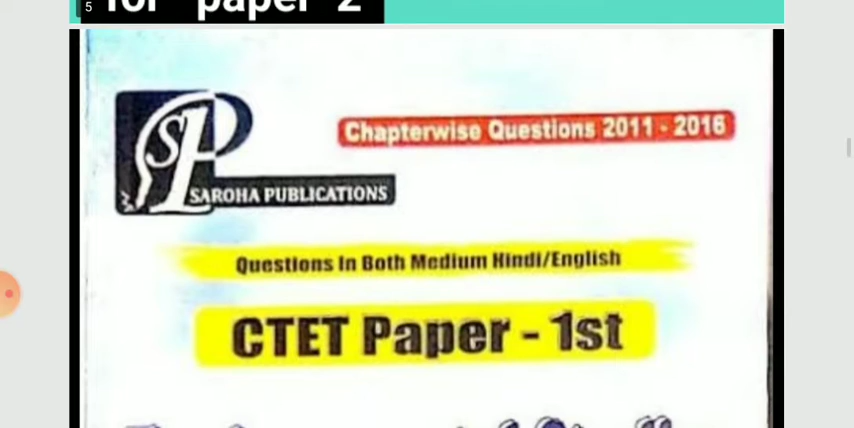 5
for paper 2
Chapterwise Questions 2011 - 2016
SP
SAROHA PUBLICATIONS
Questions In Both Medium Hindi/English
CTET Paper - 1st